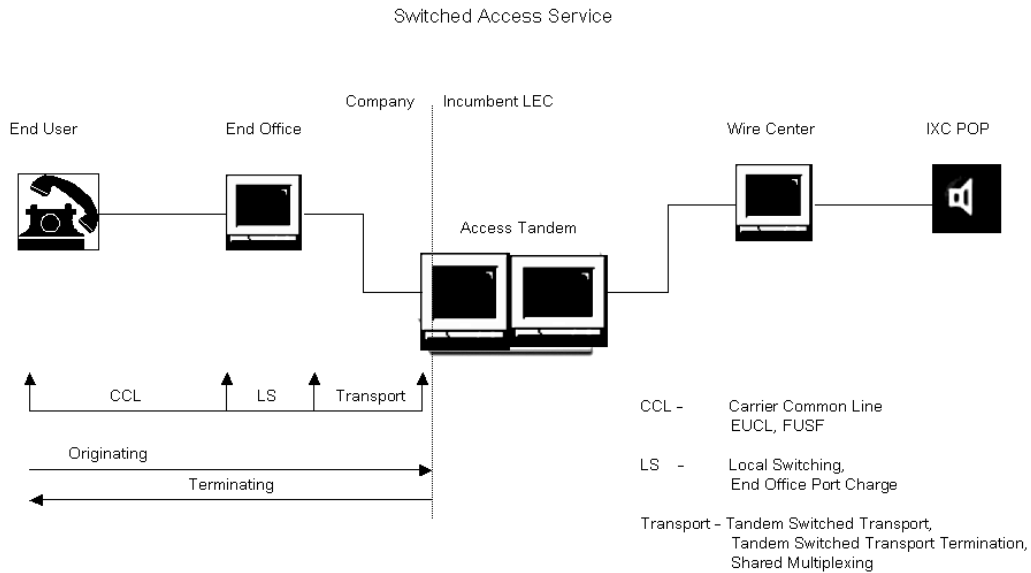 Switched Access Service
Company
Incumbent LEC
End User
End Office
Wire Center
IXC POP
Access Tandem
CCL
LS
Transport
Originating
Terminating
CCL – Carrier Common Line
EUCL, FUSF
LS – Local Switching,
End Office Port Charge
Transport – Tandem Switched Transport,
Tandem Switched Transport Termination,
Shared Multiplexing